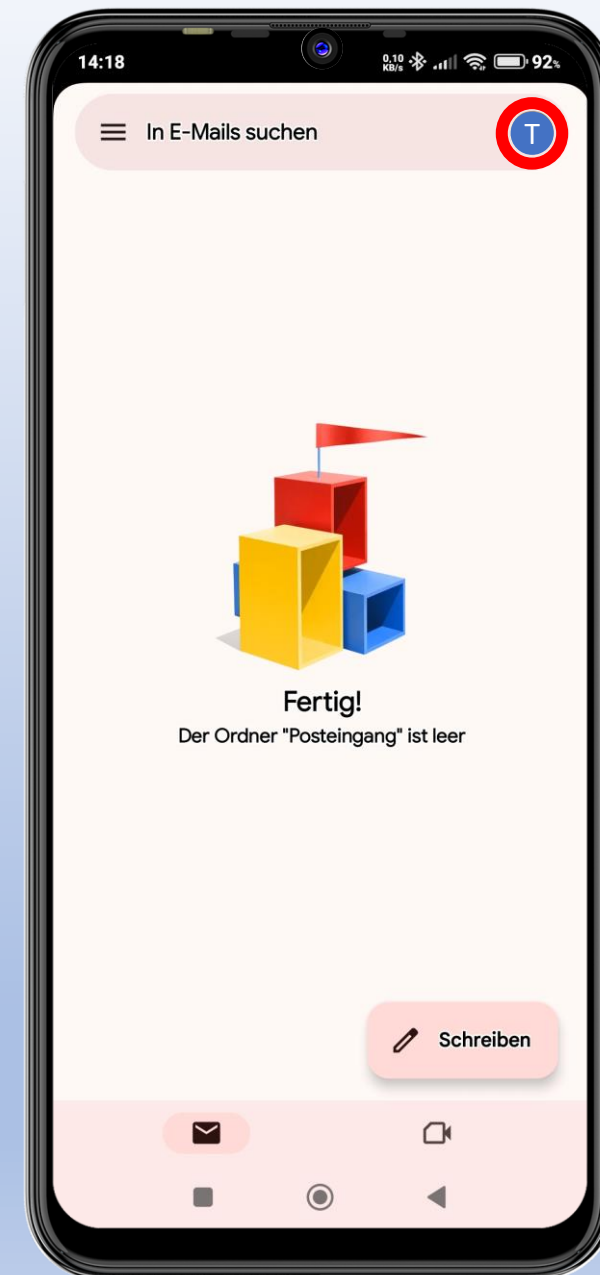 14:18
0,10
KB/s
92%
In E-Mails suchen
T
Fertig!
Der Ordner "Posteingang" ist leer
Schreiben